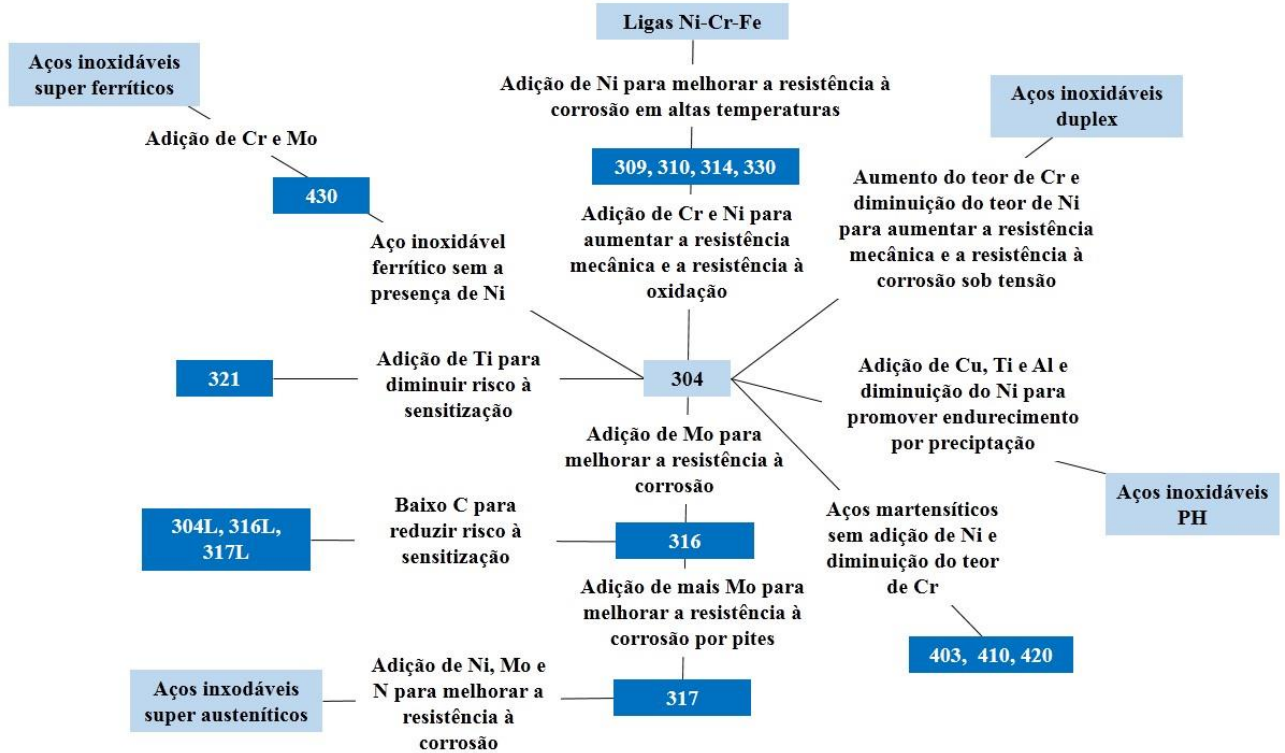 Ligas Ni-Cr-Fe
Aços inoxidáveis
super ferríticos
Adição de Ni para melhorar a resistência à
corrosão em altas temperaturas
Aços inoxidáveis
duplex
Adição de Cr e Mo
309, 310, 314, 330
430
Aumento do teor de Cr e
diminuição do teor de Ni
para aumentar a resistência
mecânica e a resistência à
corrosão sob tensão
Adição de Cr e Ni para
aumentar a resistência
mecânica e a resistência à
oxidação
Aço inoxidável
ferrítico sem a
presença de Ni
321
Adição de Ti para
diminuir risco à
sensitização
304
Adição de Cu, Ti e Al e
diminuição do Ni para
promover endurecimento
por preciptação
Adição de Mo para
melhorar a resistência à
corrosão
Aços inoxidáveis
PH
304L, 316L,
317L
Baixo C para
reduzir risco à
sensitização
316
Aços martensíticos
sem adição de Ni e
diminuição do teor
de Cr
Adição de mais Mo para
melhorar a resistência à
corrosão por pites
403, 410, 420
Aços inxodáveis
super austeníticos
Adição de Ni, Mo e
N para melhorar a
resistência à
corrosão
317